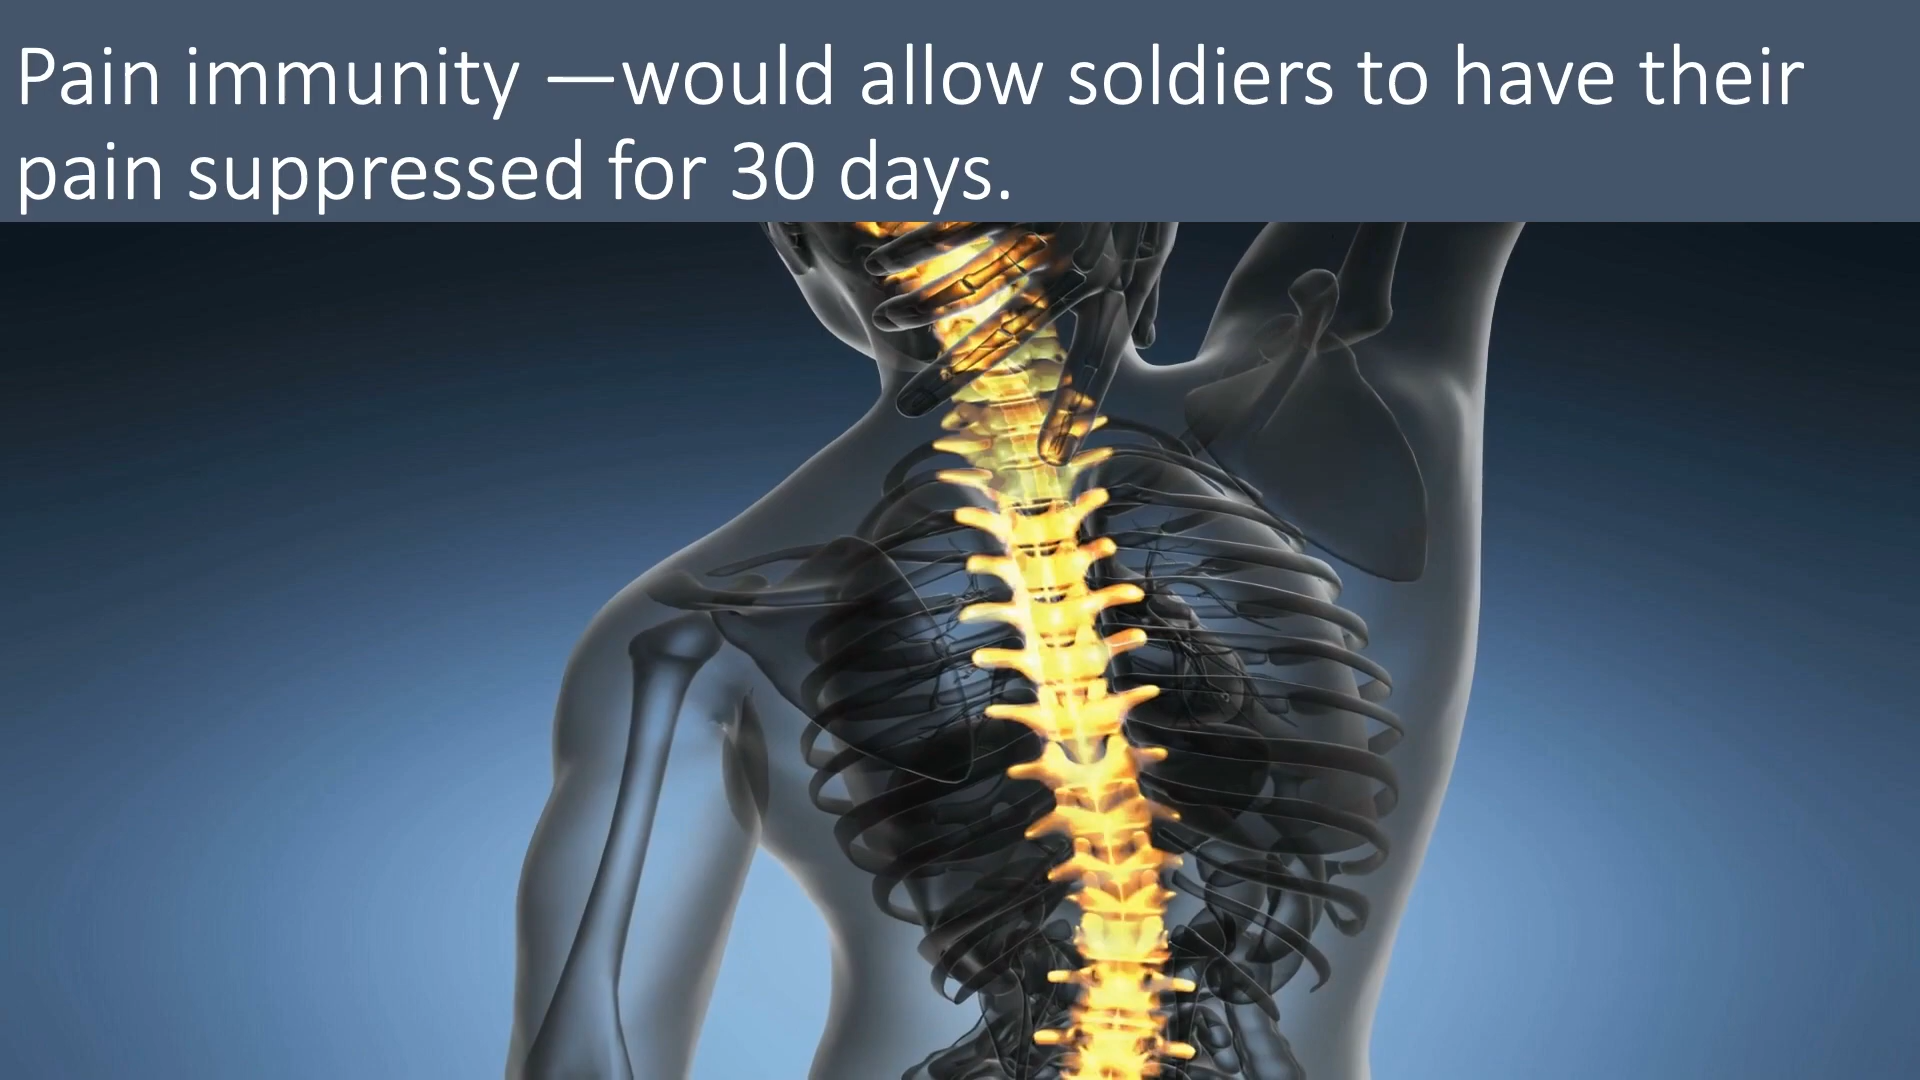 Pain immunity —would allow soldiers to have their
pain suppressed for 30 days.